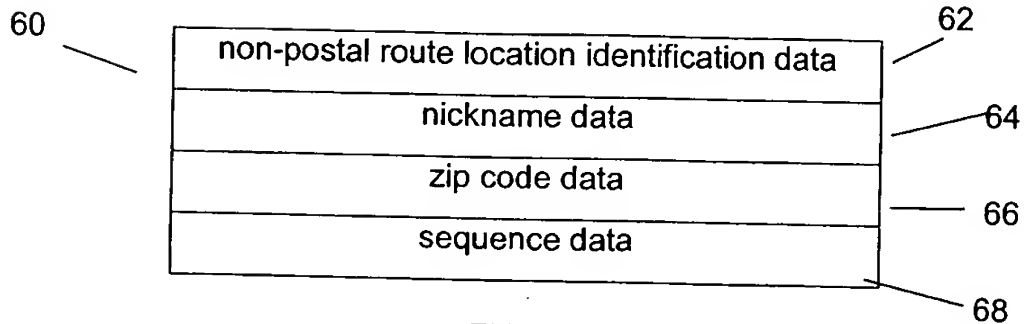 60
62
non-postal route location identification data
nickname data
64
zip code data
66
sequence data
68